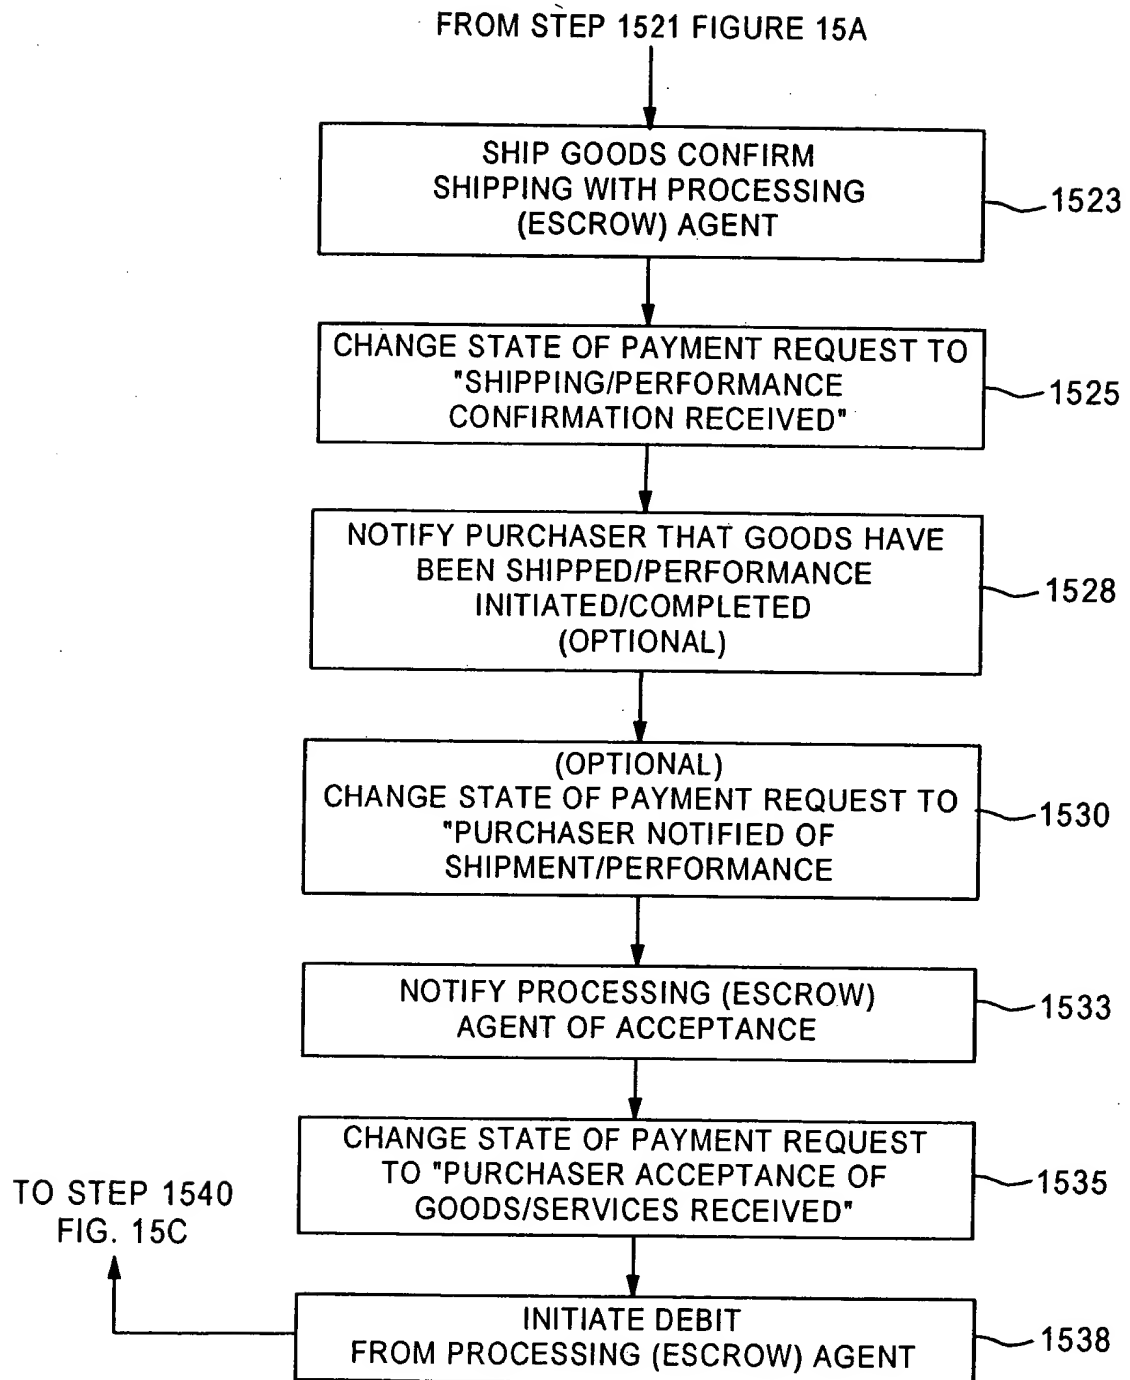 FROM STEP 1521 FIGURE 15A
SHIP GOODS CONFIRM
SHIPPING WITH PROCESSING
(ESCROW) AGENT
1523
CHANGE STATE OF PAYMENT REQUEST TO
"SHIPPING/PERFORMANCE
CONFIRMATION RECEIVED"
1525
NOTIFY PURCHASER THAT GOODS HAVE
BEEN SHIPPED/PERFORMANCE
INITIATED/COMPLETED
(OPTIONAL)
1528
(OPTIONAL)
CHANGE STATE OF PAYMENT REQUEST TO
"PURCHASER NOTIFIED OF
SHIPMENT/PERFORMANCE
1530
NOTIFY PROCESSING (ESCROW)
AGENT OF ACCEPTANCE
1533
CHANGE STATE OF PAYMENT REQUEST
TO "PURCHASER ACCEPTANCE OF
GOODS/SERVICES RECEIVED"
1535
TO STEP 1540
FIG. 15C
INITIATE DEBIT
FROM PROCESSING (ESCROW) AGENT
1538